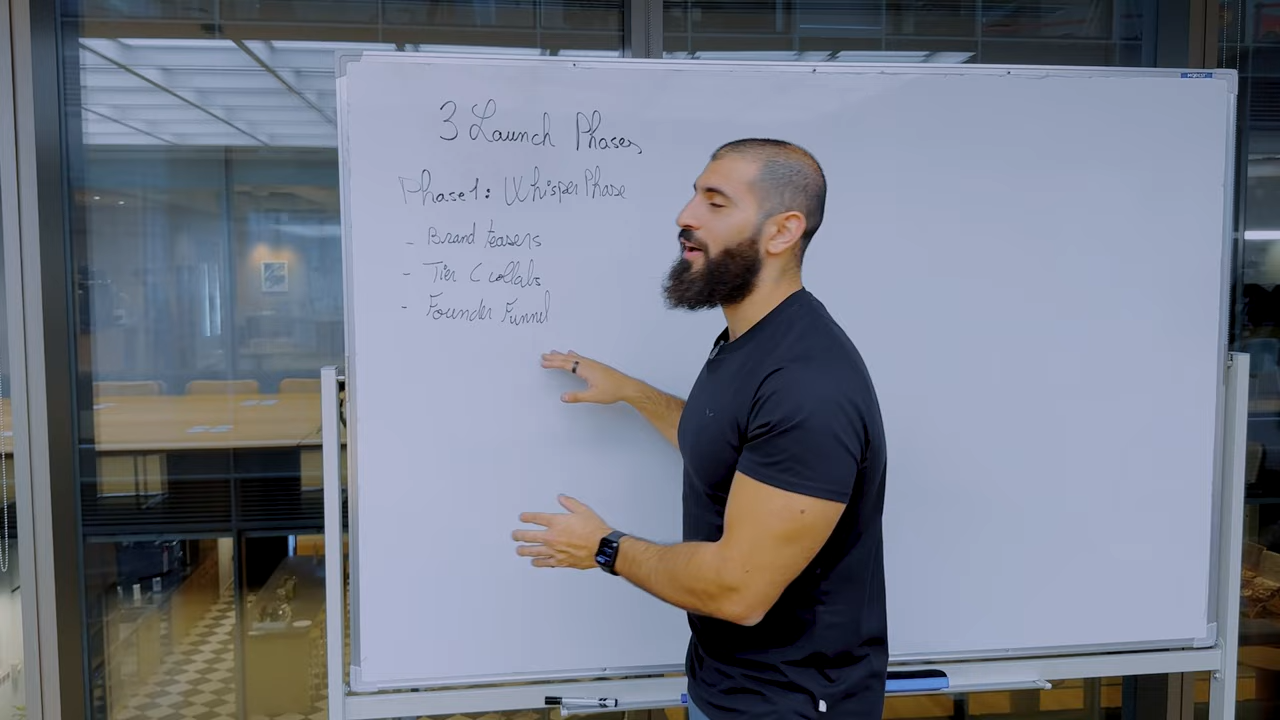 3 Launch Phases
Phase 1: Whisper Phase
- Brand teasers
- Tier C collabs
- Founder Funnel